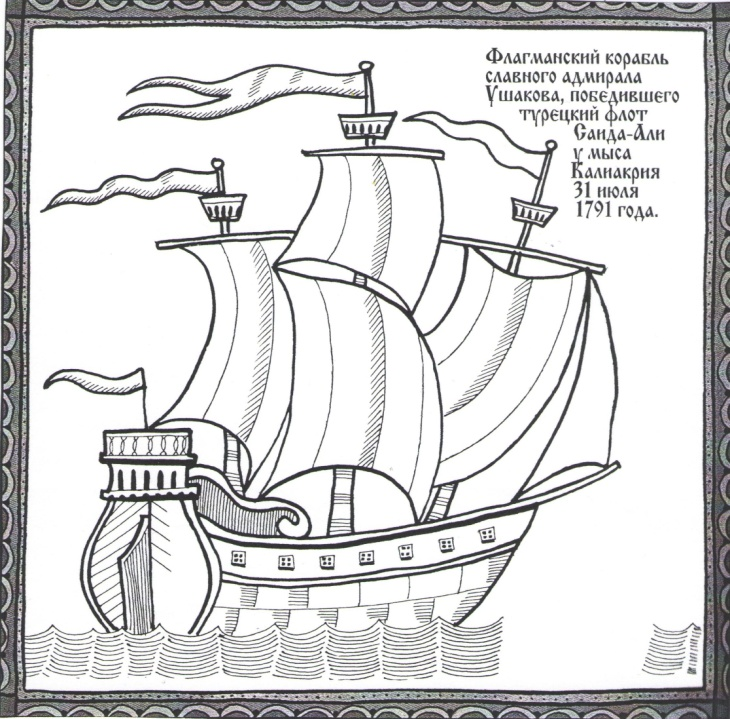 Флагманский корабль
славного адмирала
Ушакова, победившего
турецкий флот
Саида-Али
у мыса
Калиакрия
31 июля
1791 года.